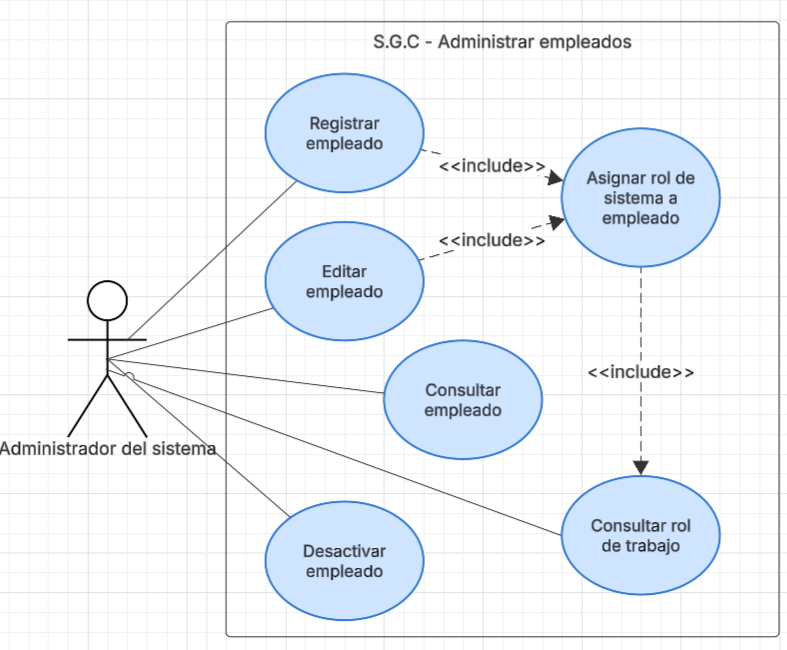 S.G.C - Administrar empleados
Registrar
empleado
<<include>>
Asignar rol de
sistema a
empleado
<<include>>
Editar
empleado
<<include>>
Consultar
empleado
Administrador del sistema
Consultar rol
de trabajo
Desactivar
empleado